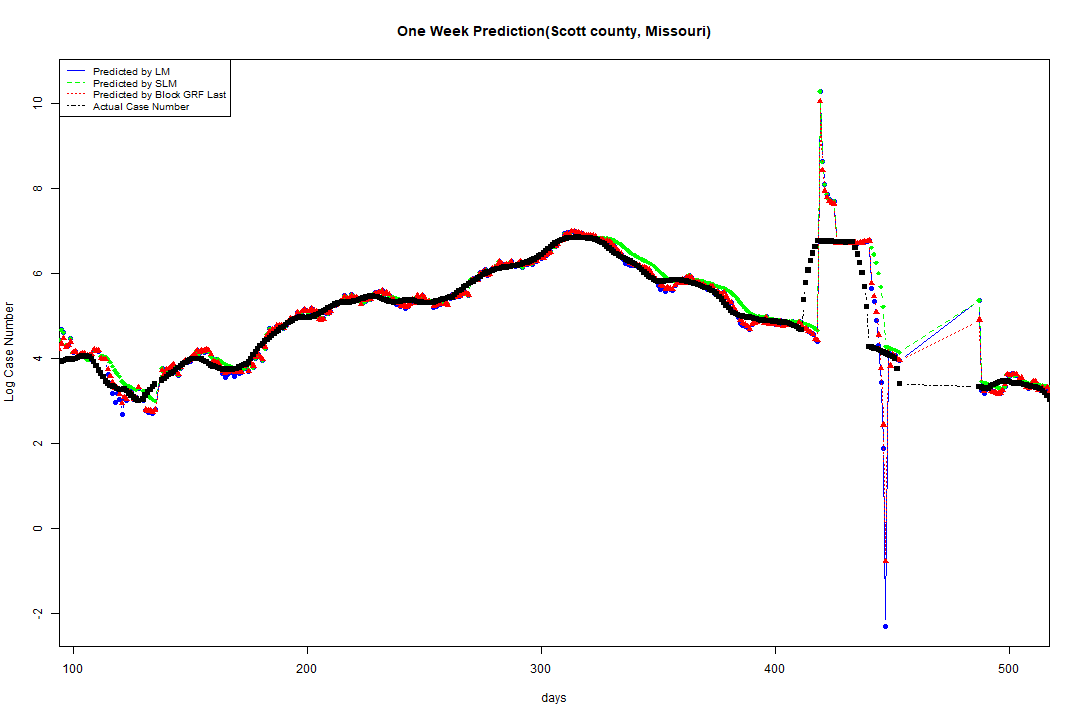 One Week Prediction(Scott county, Missouri)
Predicted by LM
Predicted by SLM
Predicted by Block GRF Last
Actual Case Number
Log Case Number
10
8
6
4
2
0
-2
100 200 300 400 500
days